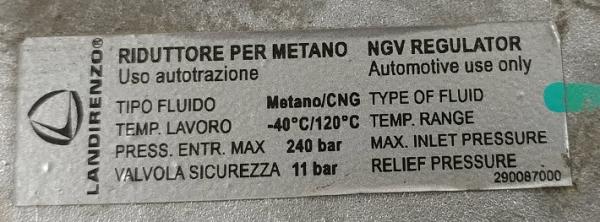 LANDIRENZO®
RIDUTTORE PER METANO NGV REGULATOR
Uso autotrazione Automotive use only
TIPO FLUIDO Metano/CNG TYPE OF FLUID
TEMP. LAVORO -40°C/120°C TEMP. RANGE
PRESS. ENTR. MAX 240 bar MAX. INLET PRESSURE
VALVOLA SICUREZZA 11 bar RELIEF PRESSURE
290087000